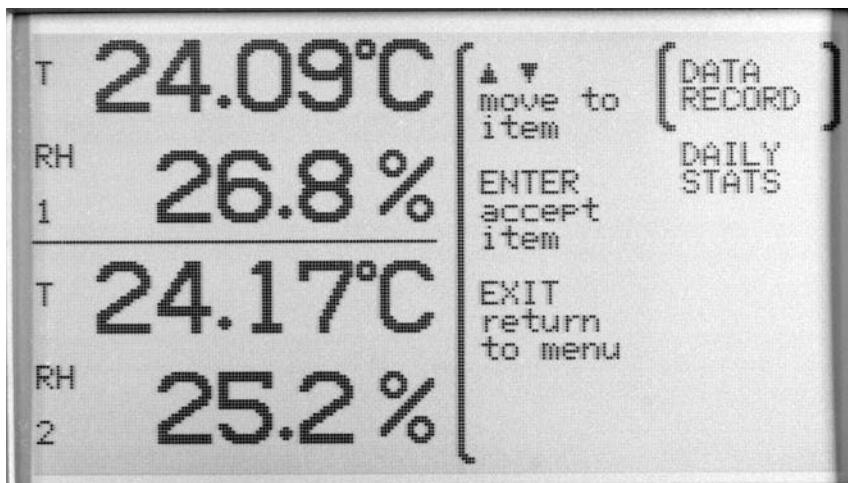 T 24.09°C
RH 26.8 %
1
T 24.17°C
RH 25.2 %
2
▲ ▼
move to
item
ENTER
accept
item
EXIT
return
to menu
DATA
RECORD
DAILY
STATS